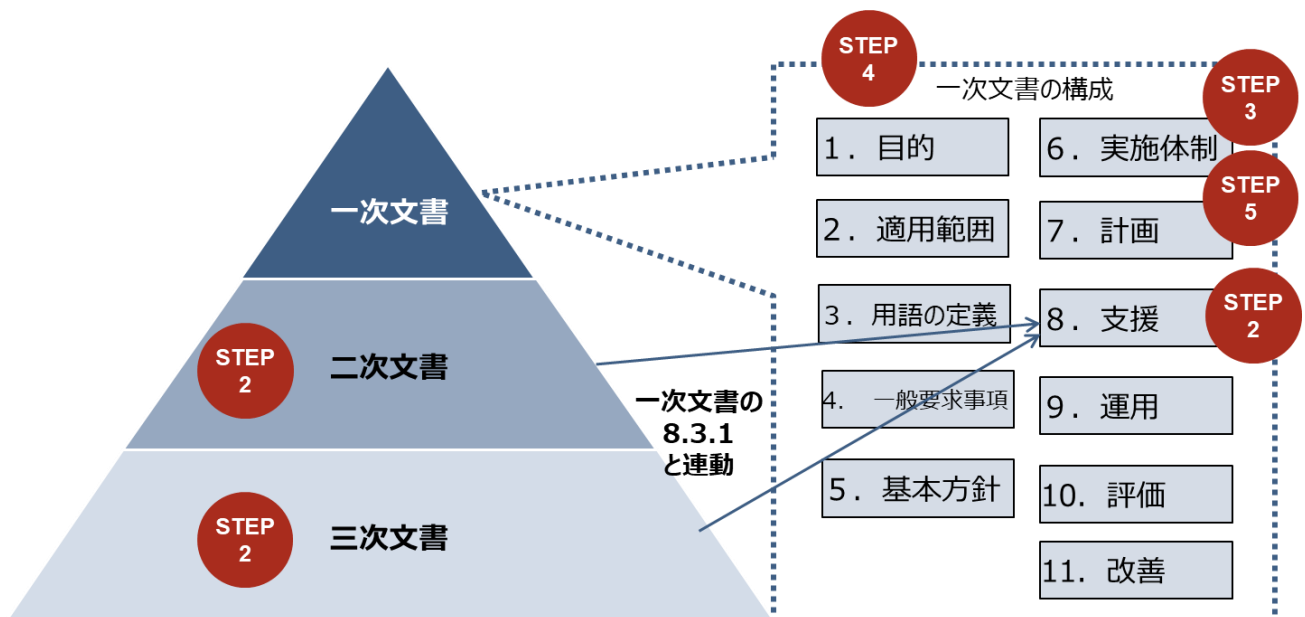 一次文書
STEP
2
二次文書
STEP
2
三次文書
一次文書の
8.3.1
と連動
STEP
4
一次文書の構成
STEP
3
1．目的
2．適用範囲
3．用語の定義
4.　一般要求事項
5．基本方針
6．実施体制
STEP
5
7．計画
8．支援
STEP
2
9．運用
10．評価
11．改善